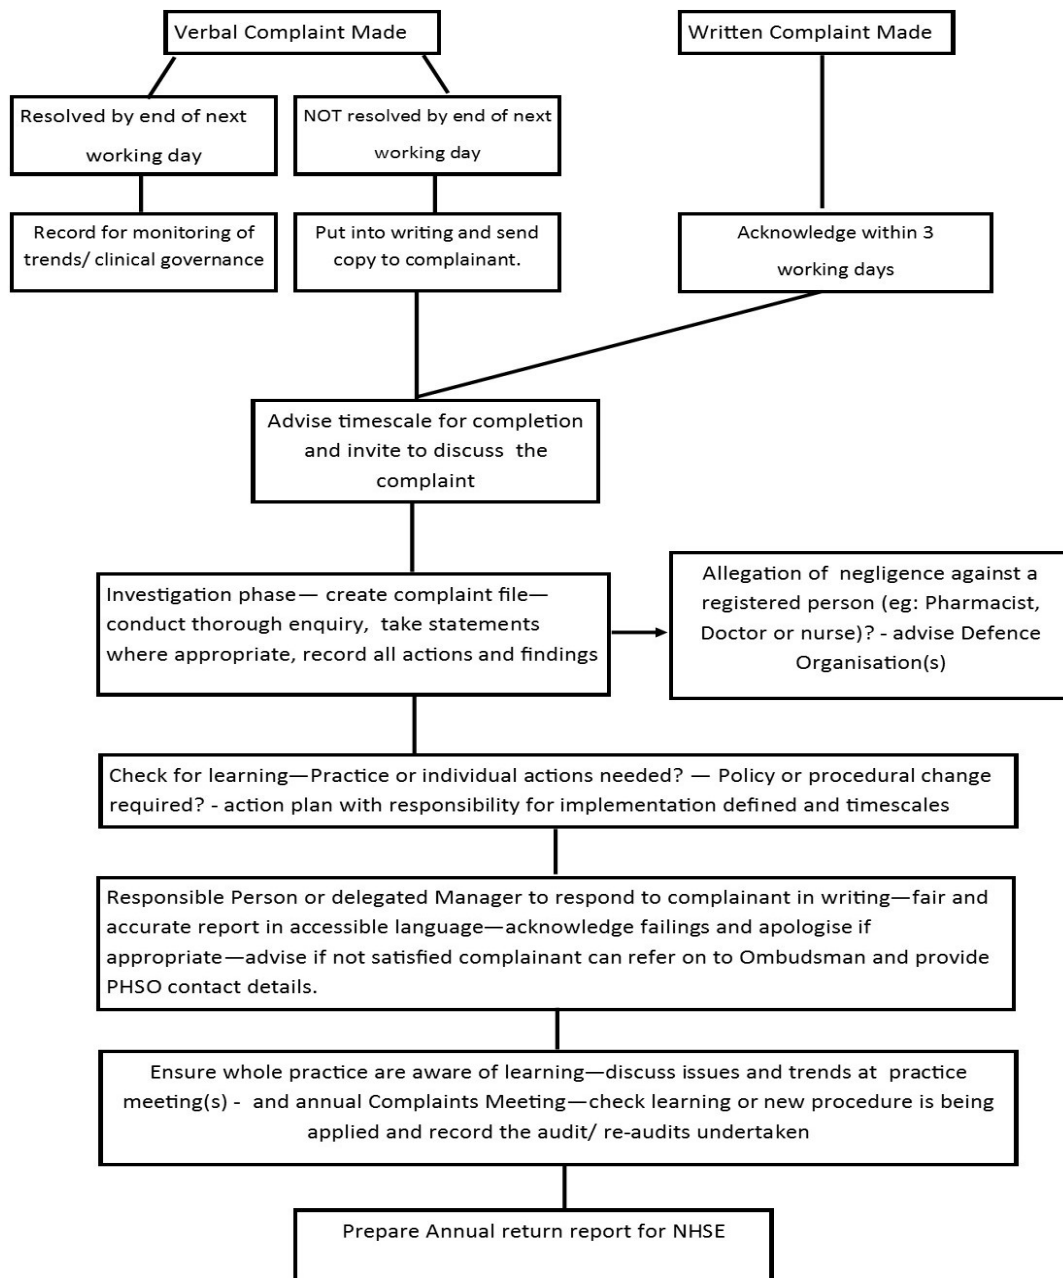 Verbal Complaint Made
Written Complaint Made
Resolved by end of next
working day
NOT resolved by end of next
working day
Record for monitoring of
trends/ clinical governance
Put into writing and send
copy to complainant.
Acknowledge within 3
working days
Advise timescale for completion
and invite to discuss the
complaint
Investigation phase— create complaint file—
conduct thorough enquiry, take statements
where appropriate, record all actions and findings
Allegation of negligence against a
registered person (eg: Pharmacist,
Doctor or nurse)? - advise Defence
Organisation(s)
Check for learning—Practice or individual actions needed? — Policy or procedural change
required? - action plan with responsibility for implementation defined and timescales
Responsible Person or delegated Manager to respond to complainant in writing—fair and
accurate report in accessible language—acknowledge failings and apologise if
appropriate—advise if not satisfied complainant can refer on to Ombudsman and provide
PHSO contact details.
Ensure whole practice are aware of learning—discuss issues and trends at practice
meeting(s) - and annual Complaints Meeting—check learning or new procedure is being
applied and record the audit/ re-audits undertaken
Prepare Annual return report for NHSE